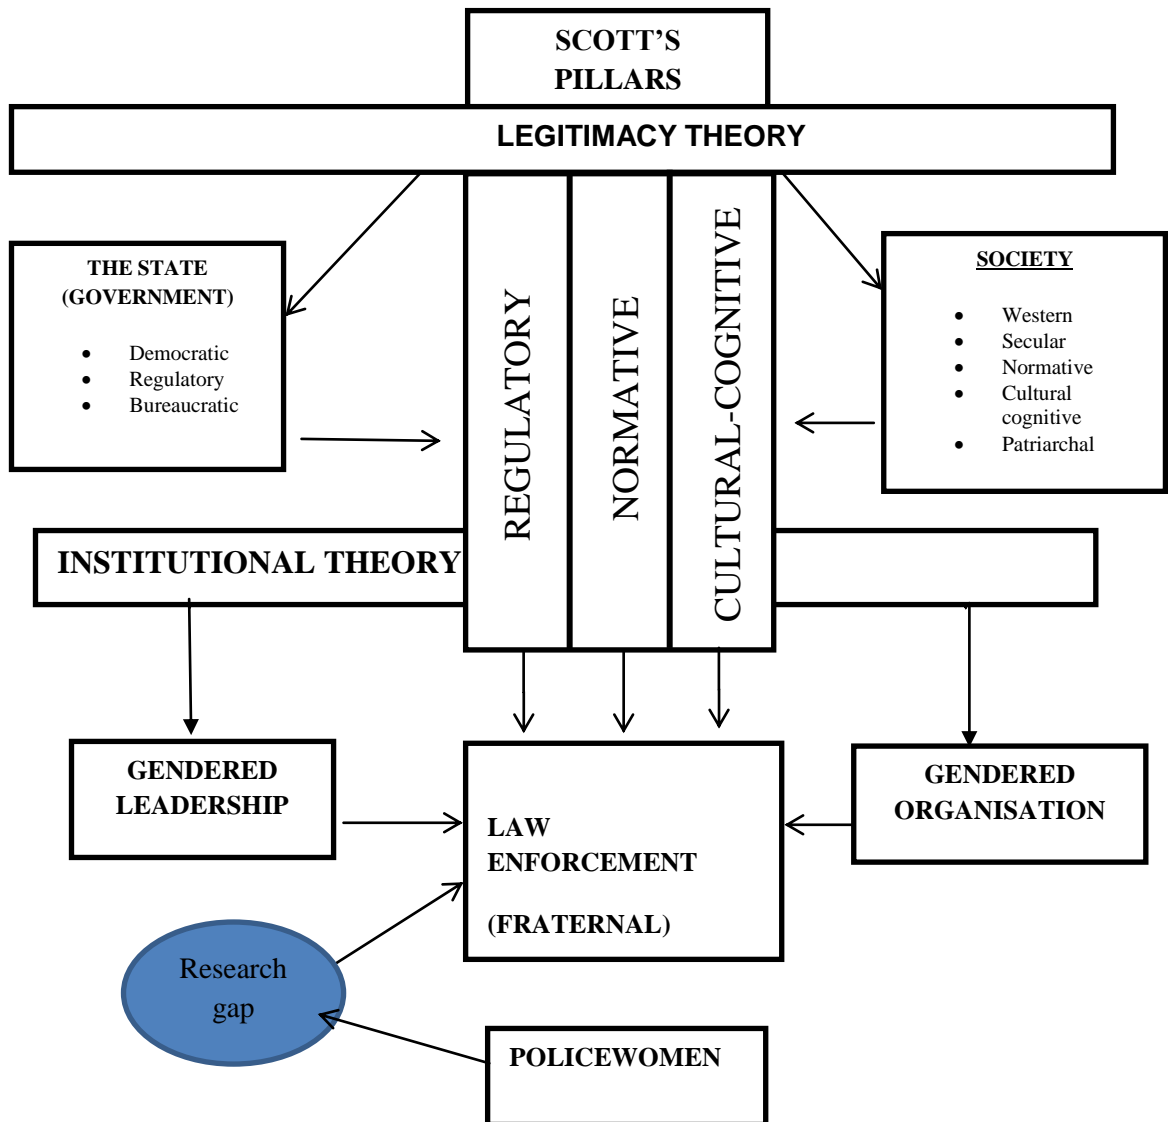 SCOTT’S
PILLARS
LEGITIMACY THEORY
THE STATE
(GOVERNMENT)
• Democratic
• Regulatory
• Bureaucratic
REGULATORY
NORMATIVE
CULTURAL-COGNITIVE
SOCIETY
• Western
• Secular
• Normative
• Cultural
cognitive
• Patriarchal
INSTITUTIONAL THEORY
GENDERED
LEADERSHIP
LAW
ENFORCEMENT
(FRATERNAL)
GENDERED
ORGANISATION
Research
gap
POLICEWOMEN